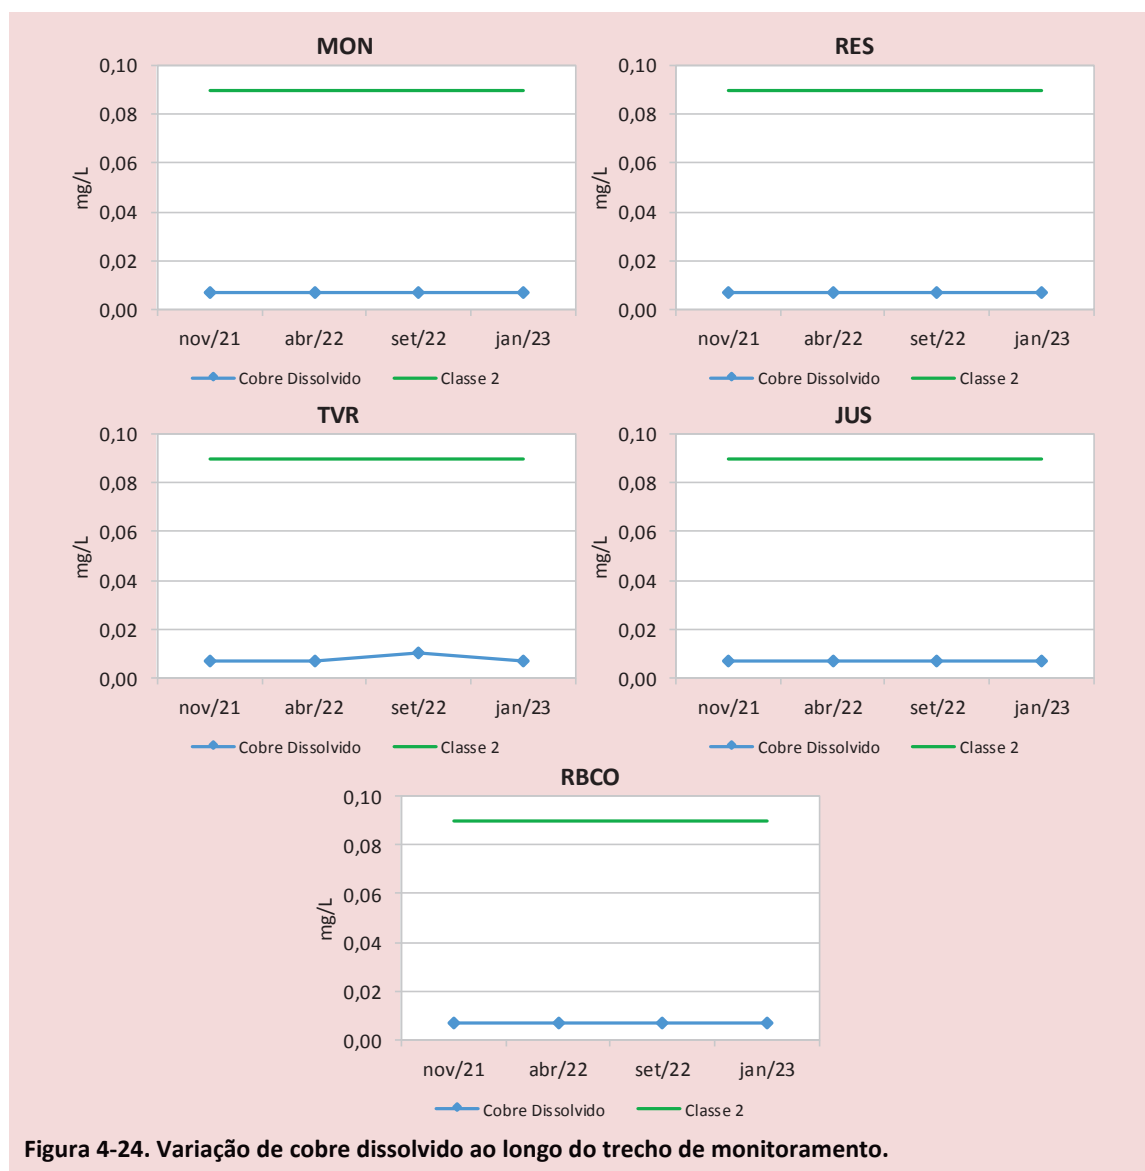 MON
0,10
0,08
0,06
0,04
0,02
0,00
mg/L
nov/21 abr/22 set/22 jan/23
Cobre Dissolvido Classe 2
RES
0,10
0,08
0,06
0,04
0,02
0,00
mg/L
nov/21 abr/22 set/22 jan/23
Cobre Dissolvido Classe 2
TVR
0,10
0,08
0,06
0,04
0,02
0,00
mg/L
nov/21 abr/22 set/22 jan/23
Cobre Dissolvido Classe 2
JUS
0,10
0,08
0,06
0,04
0,02
0,00
mg/L
nov/21 abr/22 set/22 jan/23
Cobre Dissolvido Classe 2
RBCO
0,10
0,08
0,06
0,04
0,02
0,00
mg/L
nov/21 abr/22 set/22 jan/23
Cobre Dissolvido Classe 2
Figura 4-24. Variação de cobre dissolvido ao longo do trecho de monitoramento.